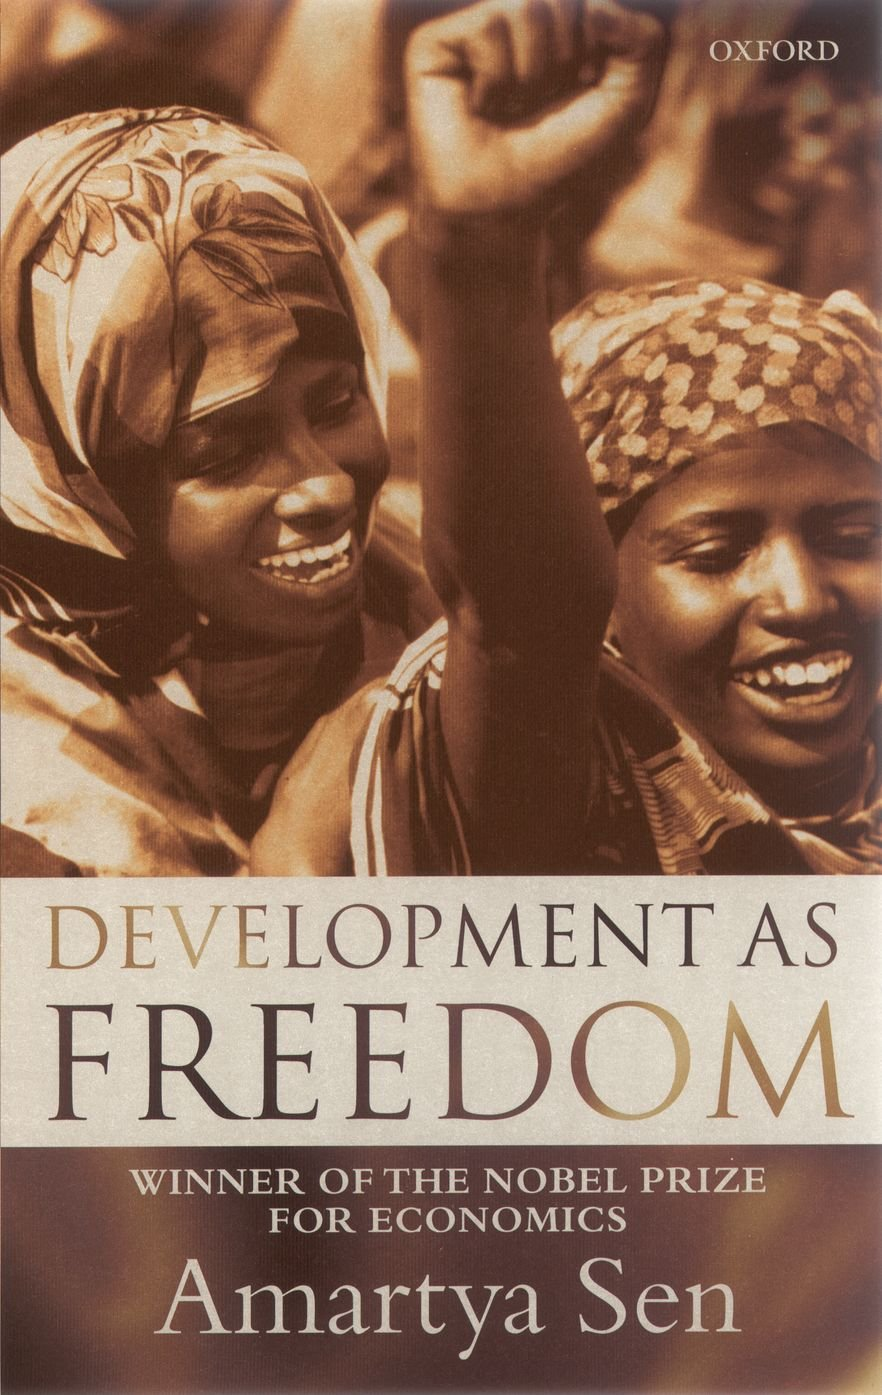 OXFORD
DEVELOPMENT AS
FREEDOM
WINNER OF THE NOBEL PRIZE
FOR ECONOMICS
Amartya Sen